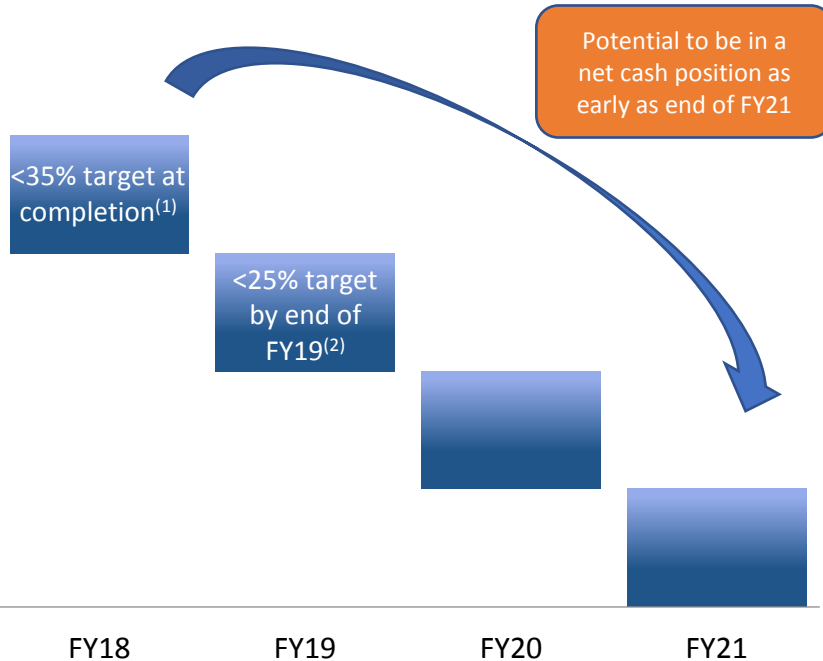 Potential to be in a
net cash position as
early as end of FY21
<35% target at
completion(1)
<25% target
by end of
FY19(2)
FY18
FY19
FY20
FY21